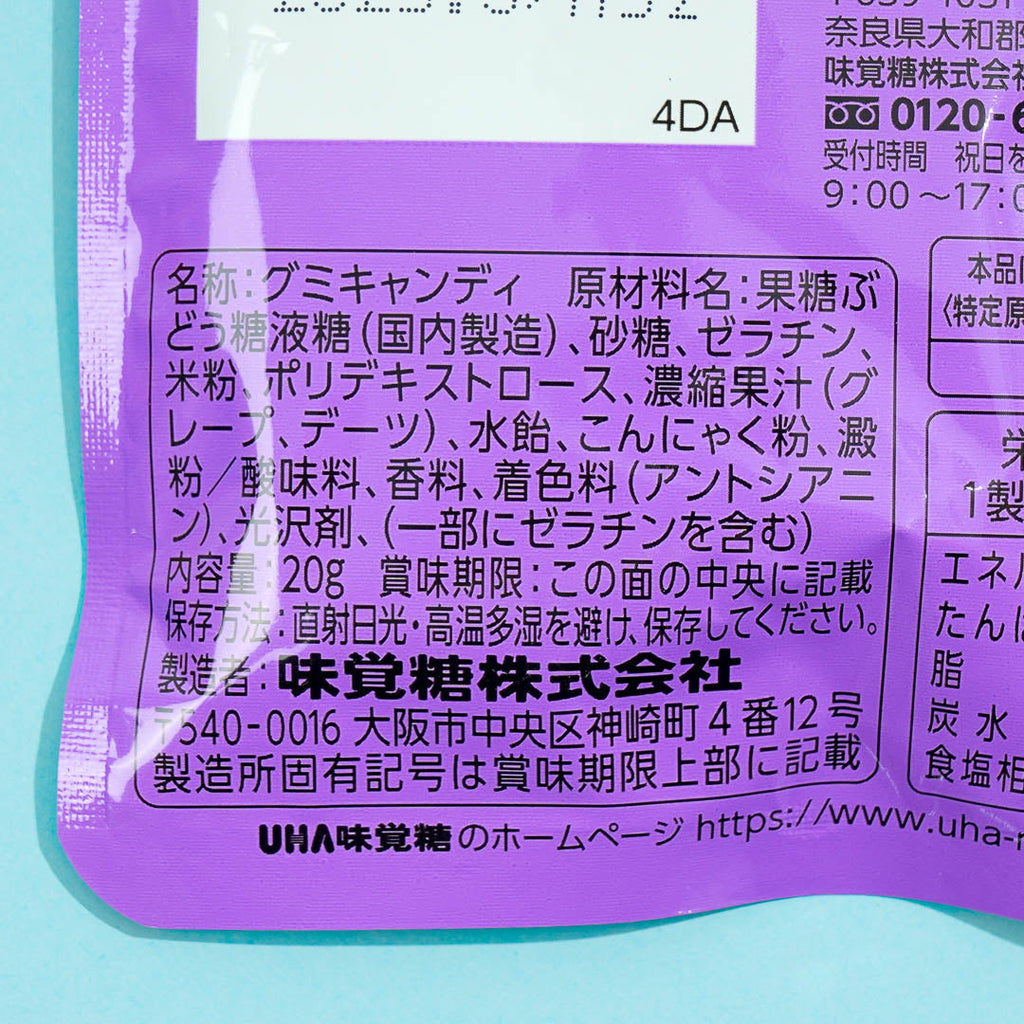 4DA
奈良県大和郡
味覚糖株式会社
0120-6
受付時間 祝日を
9:00～17:0
名称：グミキャンディ 原材料名：果糖ぶ
どう糖液糖（国内製造）、砂糖、ゼラチン、
米粉、ポリデキストロース、濃縮果汁（グ
レープ、デーツ）、水飴、こんにゃく粉、澱
粉／酸味料、香料、着色料（アントシアニ
ン）、光沢剤、（一部にゼラチンを含む）
内容量：20g 賞味期限：この面の中央に記載
保存方法：直射日光・高温多湿を避け、保存してください。
製造者：味覚糖株式会社
〒540-0016 大阪市中央区神崎町4番12号
製造所固有記号は賞味期限上部に記載
UHA味覚糖のホームページ https://www.uha-
本品
〈特定原
栄
1製
エネル
たんぱ
脂
炭水
食塩相